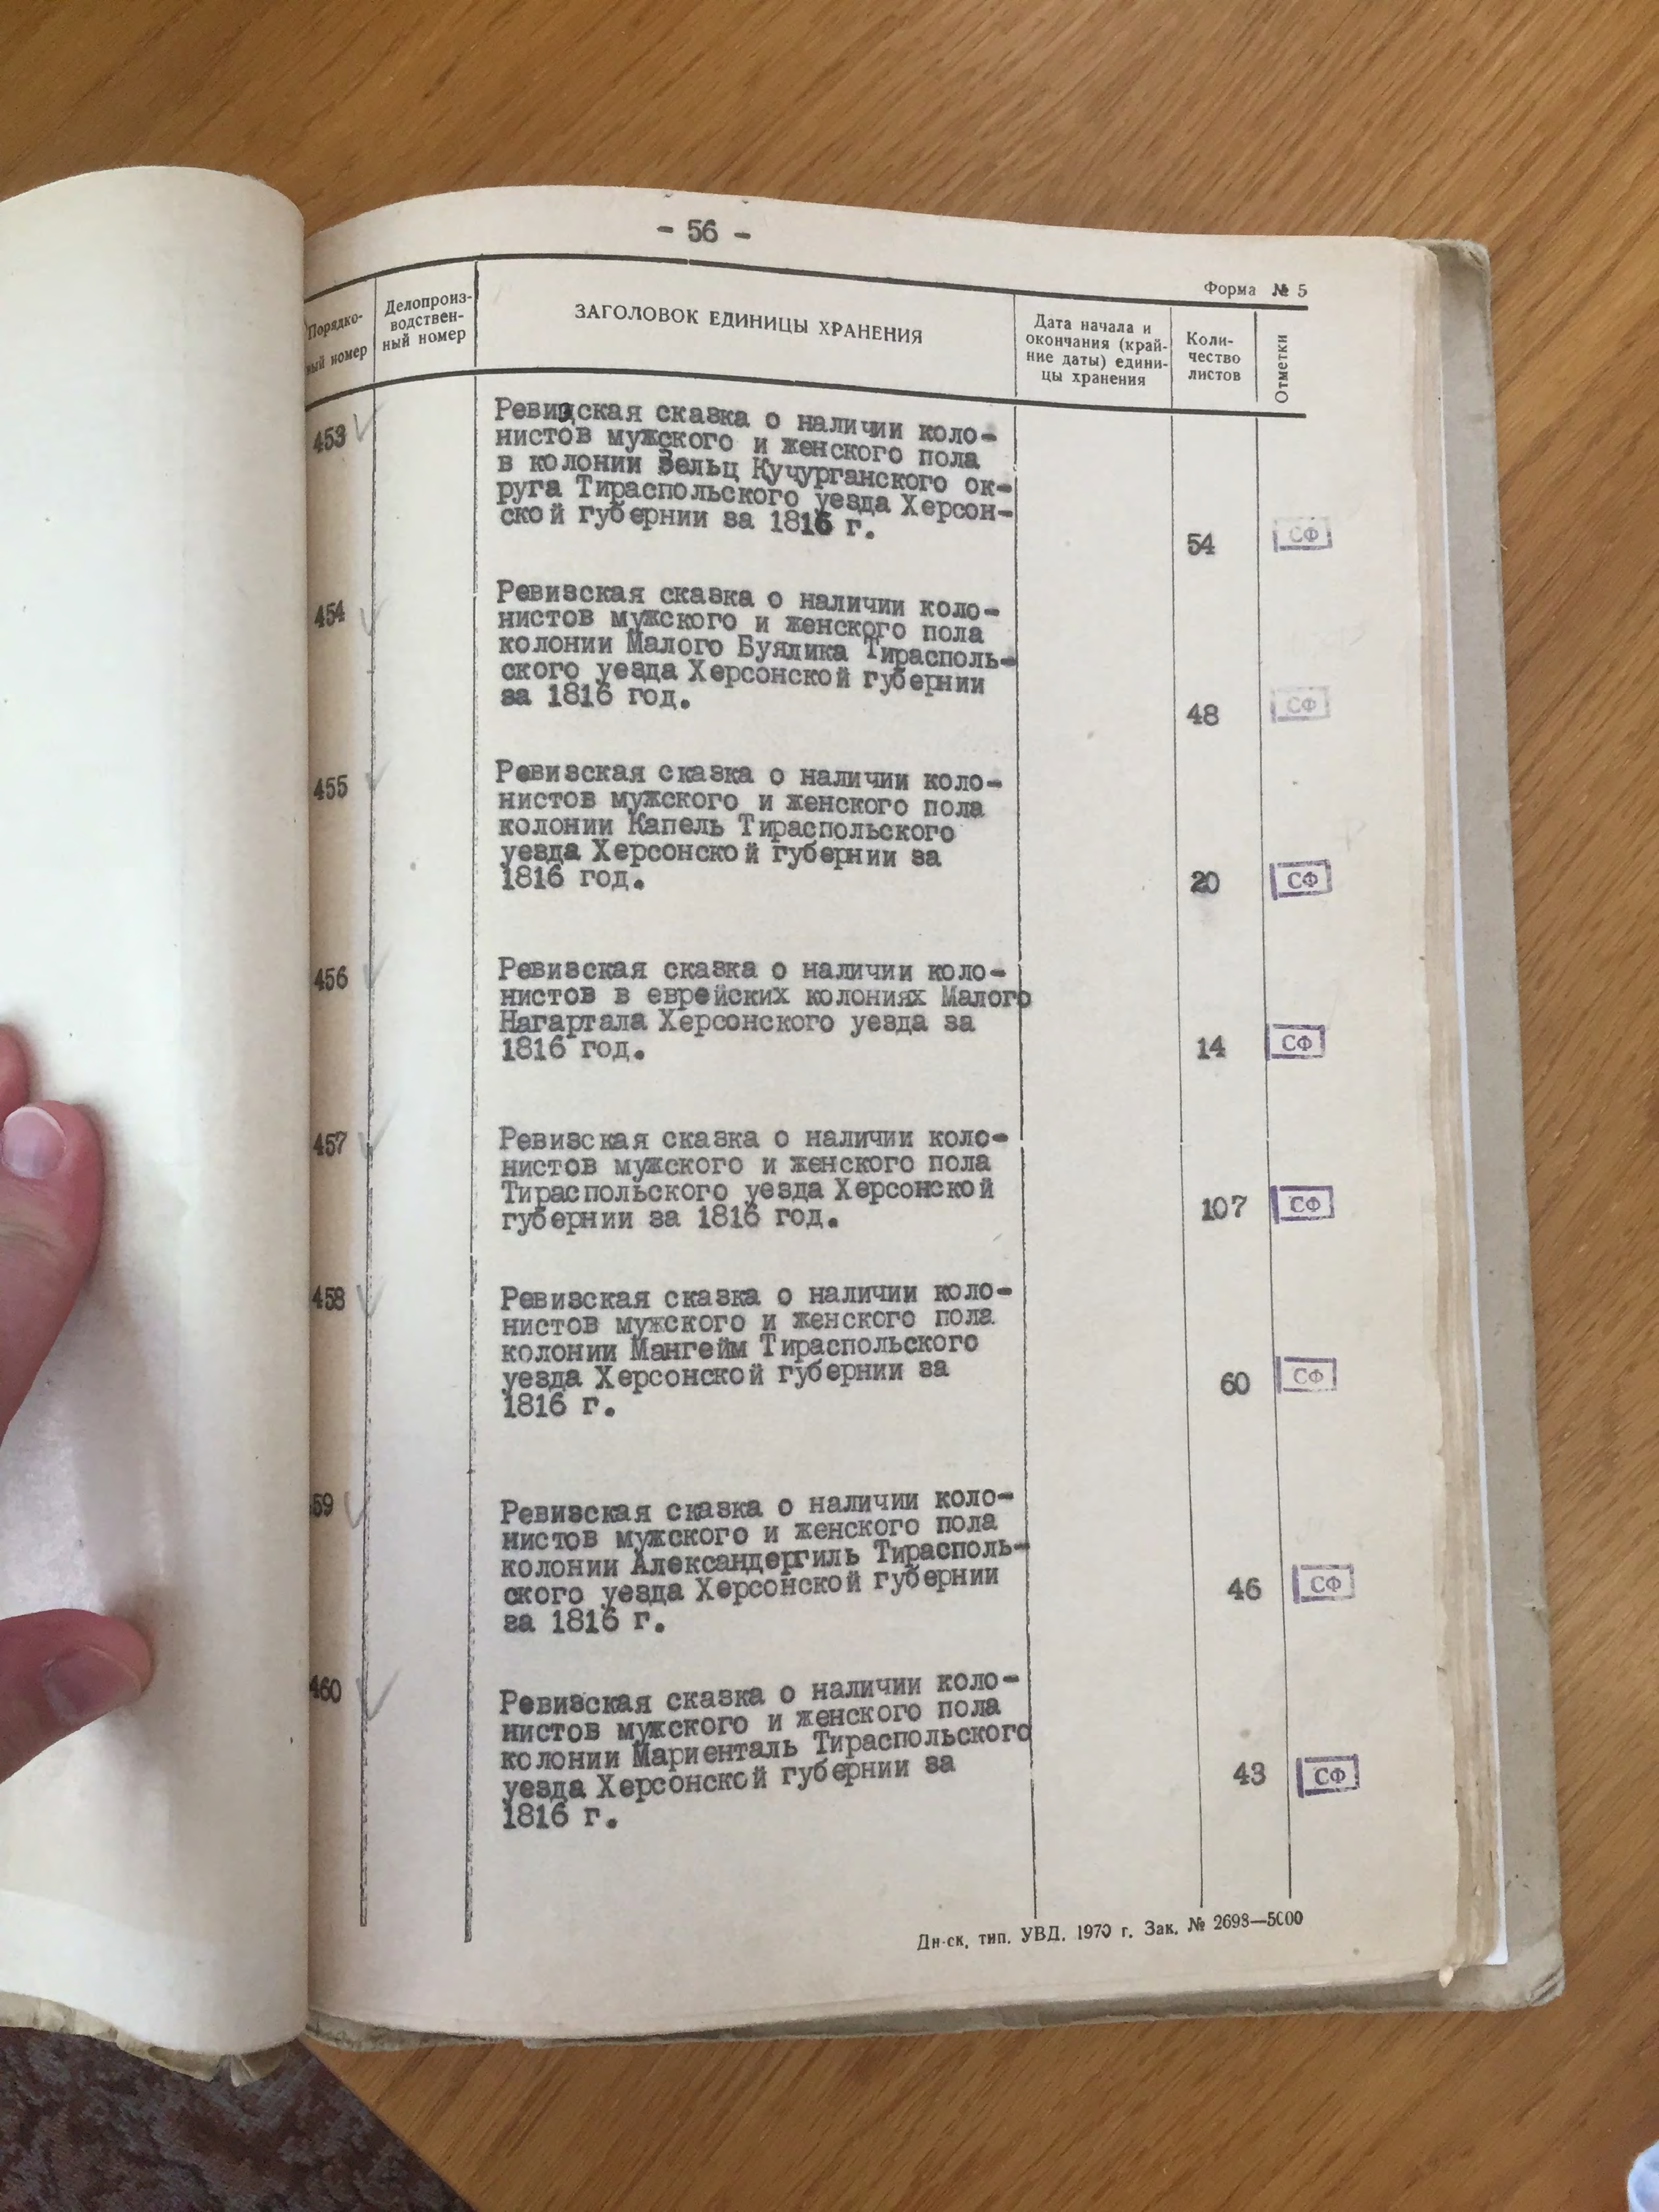 - 56 -
Форма № 5
Порядко-
ный номер
Делопроиз-
водствен-
ный номер
ЗАГОЛОВОК ЕДИНИЦЫ ХРАНЕНИЯ
Дата начала и
окончания (край-
ние даты) едини-
цы хранения
Коли-
чество
листов
Отметки
453
Ревизская сказка о наличии коло-
нистов мужского и женского пола
в колонии Зельц Кучурганского ок-
руга Тираспольского уезда Херсон-
ской губернии за 1816 г.
54
СФ
454
Ревизская сказка о наличии коло-
нистов мужского и женского пола
колонии Малого Буялика Тирасполь-
ского уезда Херсонской губернии
за 1816 год.
48
СФ
455
Ревизская сказка о наличии коло-
нистов мужского и женского пола
колонии Капель Тираспольского
уезда Херсонской губернии за
1816 год.
20
СФ
456
Ревизская сказка о наличии коло-
нистов в еврейских колониях Малого
Нагартала Херсонского уезда за
1816 год.
14
СФ
457
Ревизская сказка о наличии коло-
нистов мужского и женского пола
Тираспольского уезда Херсонской
губернии за 1816 год.
107
СФ
458
Ревизская сказка о наличии коло-
нистов мужского и женского пола
колонии Мангейм Тираспольского
уезда Херсонской губернии за
1816 г.
60
СФ
59
Ревизская сказка о наличии коло-
нистов мужского и женского пола
колонии Александергиль Тирасполь-
ского уезда Херсонской губернии
за 1816 г.
46
СФ
460
Ревизская сказка о наличии коло-
нистов мужского и женского пола
колонии Мариенталь Тираспольского
уезда Херсонской губернии за
1816 г.
43
СФ
Дн-ск, тип. УВД. 1970 г. Зак. № 2698—5000